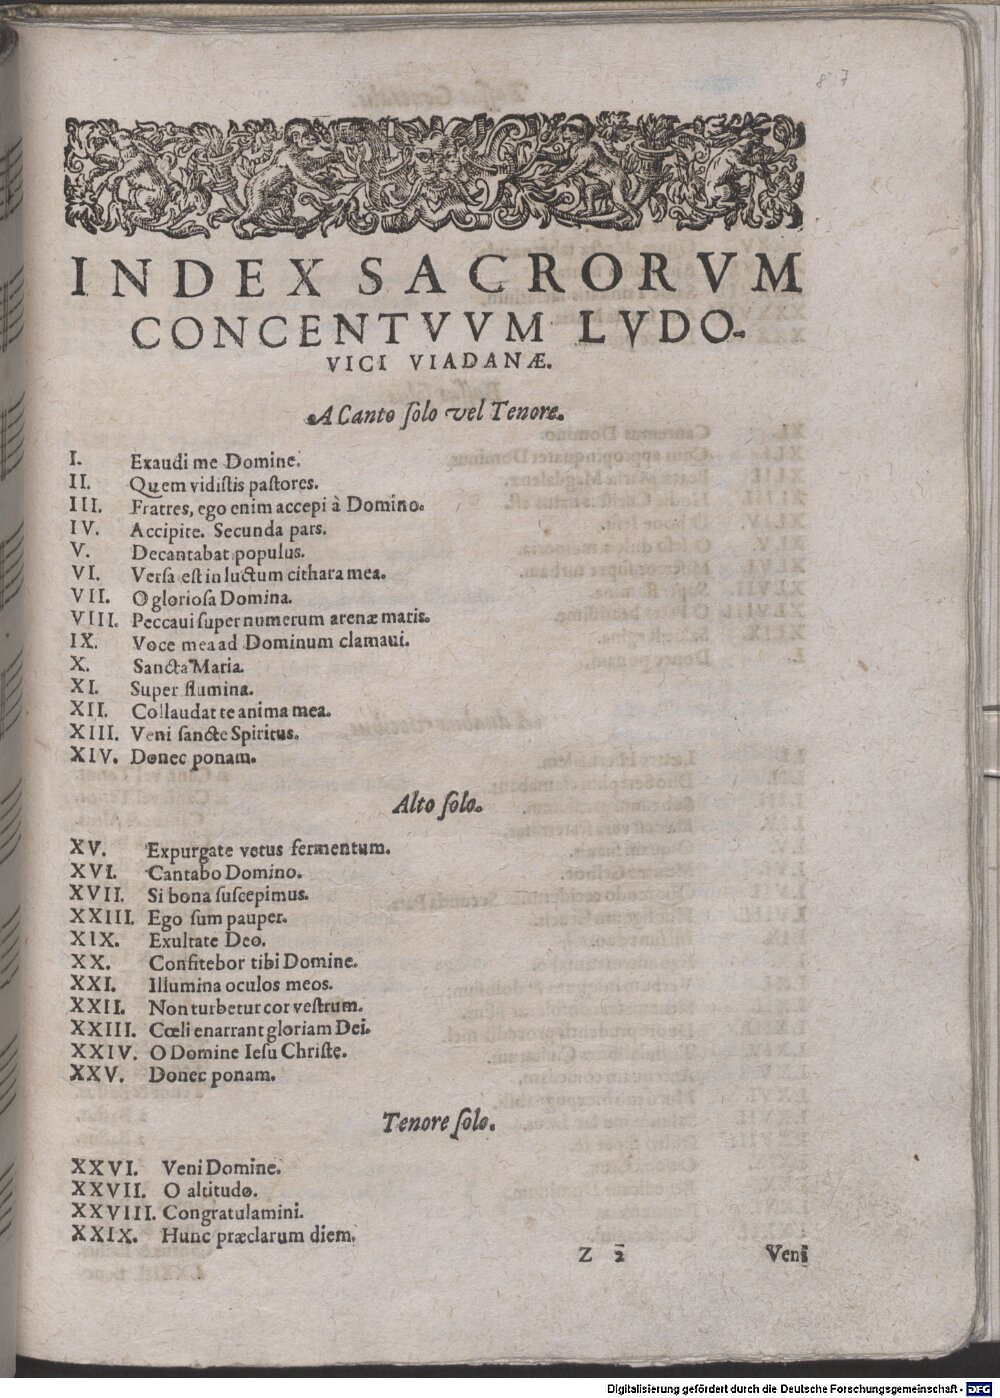 8 7
INDEX SACRORVM
CONCENTVVM LVDO-
VICI VIADANÆ.
A Canto ſolo vel Tenore.
I. Exaudi me Domine.
II. Quem vidiſtis paſtores.
III. Fratres, ego enim accepi à Domino.
IV. Accipite. Secunda pars.
V. Decantabat populus.
VI. Verſa eſt in luctum cithara mea.
VII. O glorioſa Domina.
VIII. Peccaui ſuper numerum arenæ maris.
IX. Voce mea ad Dominum clamaui.
X. Sancta Maria.
XI. Super flumina.
XII. Collaudat te anima mea.
XIII. Veni ſancte Spiritus.
XIV. Donec ponam.
Alto ſolo.
XV. Expurgate vetus fermentum.
XVI. Cantabo Domino.
XVII. Si bona ſuſcepimus.
XXIII. Ego ſum pauper.
XIX. Exultate Deo.
XX. Confitebor tibi Domine.
XXI. Illumina oculos meos.
XXII. Non turbetur cor veſtrum.
XXIII. Cœli enarrant gloriam Dei.
XXIV. O Domine Ieſu Chriſte.
XXV. Donec ponam.
Tenore ſolo.
XXVI. Veni Domine.
XXVII. O altitudo.
XXVIII. Congratulamini.
XXIX. Hunc præclarum diem.
Z 2 Veni
Digitalisierung gefördert durch die Deutsche Forschungsgemeinschaft - DFG